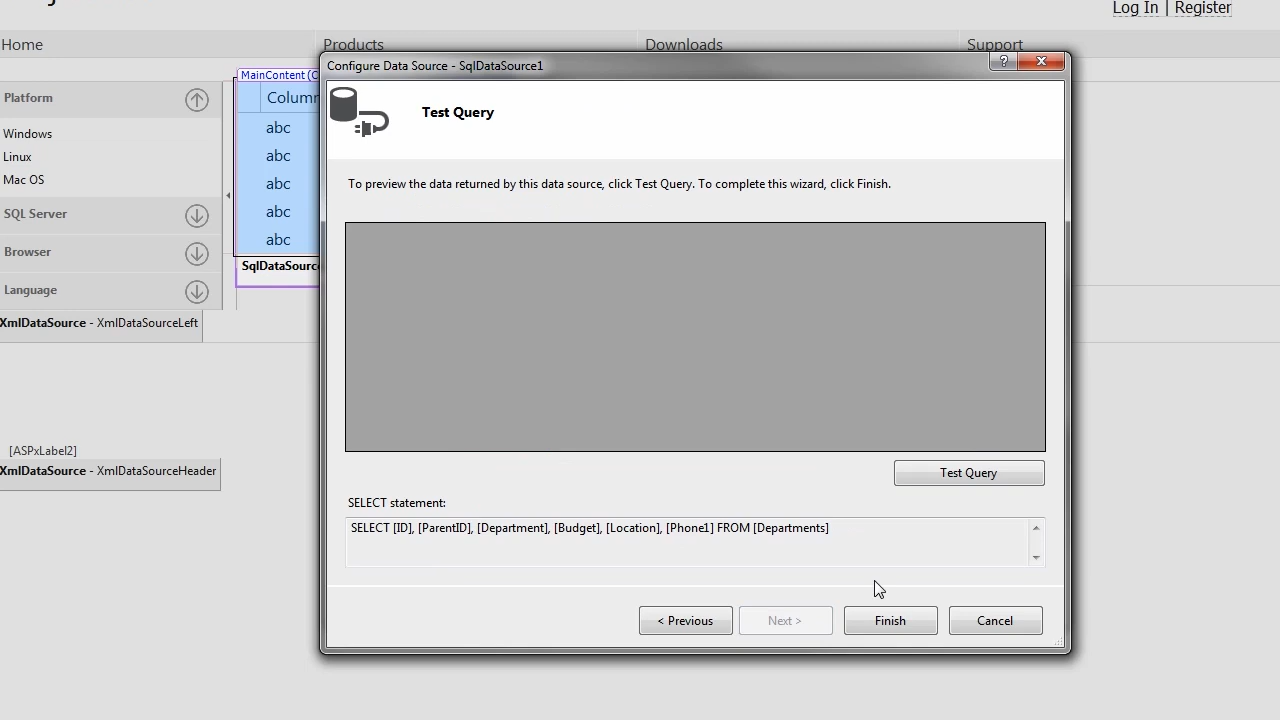 Log In | Register
Home
Products
Downloads
Support
Platform
Windows
Linux
Mac OS
SQL Server
Browser
Language
XmlDataSource - XmlDataSourceLeft
[ASPxLabel2]
XmlDataSource - XmlDataSourceHeader
MainContent (C
Column
abc
abc
abc
abc
abc
SqlDataSource
Configure Data Source - SqlDataSource1
?
Test Query
To preview the data returned by this data source, click Test Query. To complete this wizard, click Finish.
Test Query
SELECT statement:
SELECT [ID], [ParentID], [Department], [Budget], [Location], [Phone1] FROM [Departments]
< Previous
Next >
Finish
Cancel